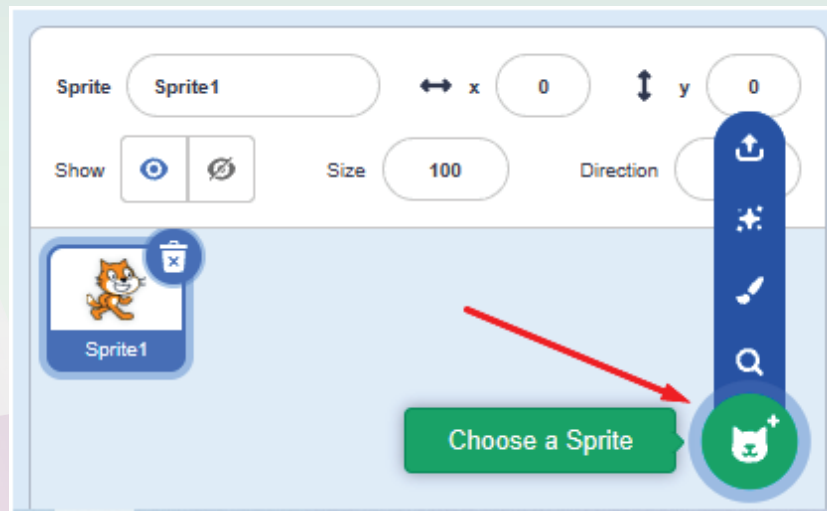 Sprite Sprite1 x 0 y 0
Show Size 100 Direction
Sprite1
Choose a Sprite